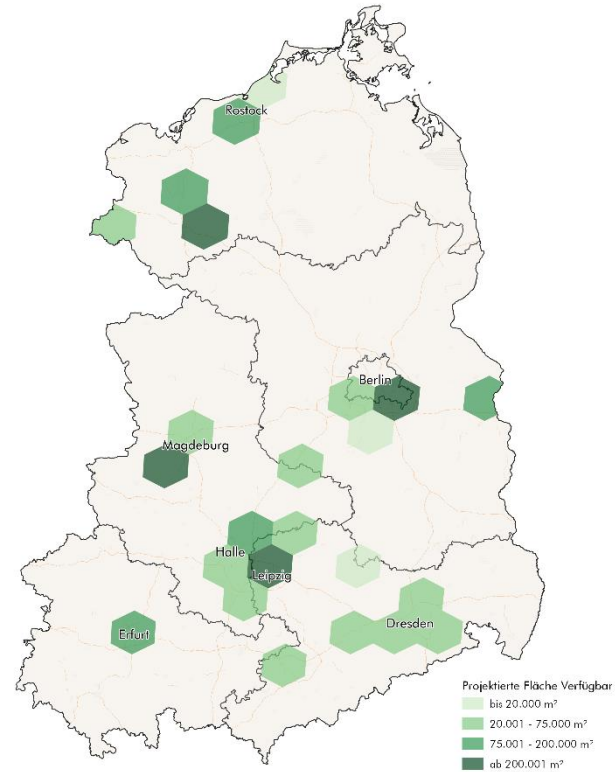 Rostock
Berlin
Magdeburg
Halle
Leipzig
Erfurt
Dresden
Projektierte Fläche Verfügbar
bis 20.000 m²
20.001 - 75.000 m²
75.001 - 200.000 m²
ab 200.001 m²